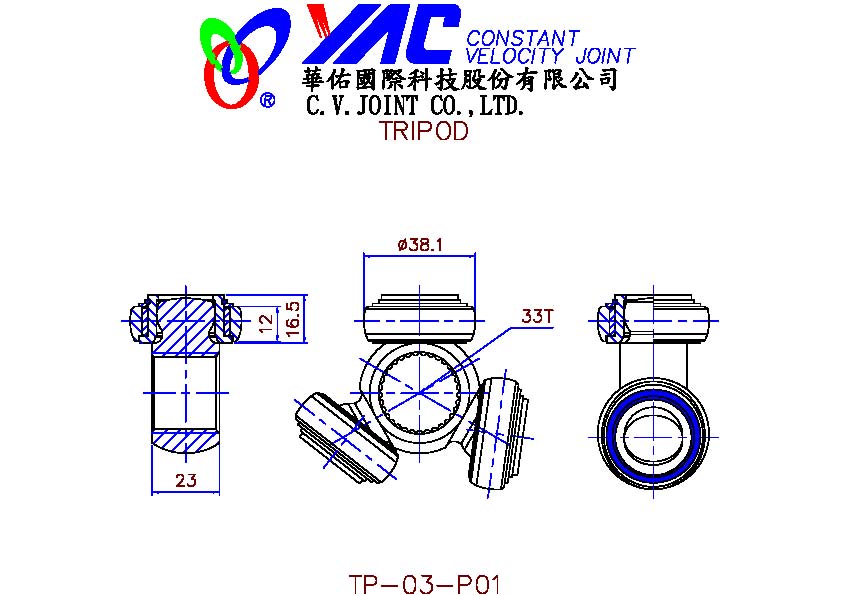 YAC CONSTANT
VELOCITY JOINT
®
華佑國際科技股份有限公司
C.V.JOINT CO.,LTD.
TRIPOD
ø38.1
12
16.5
33T
23
TP-03-P01